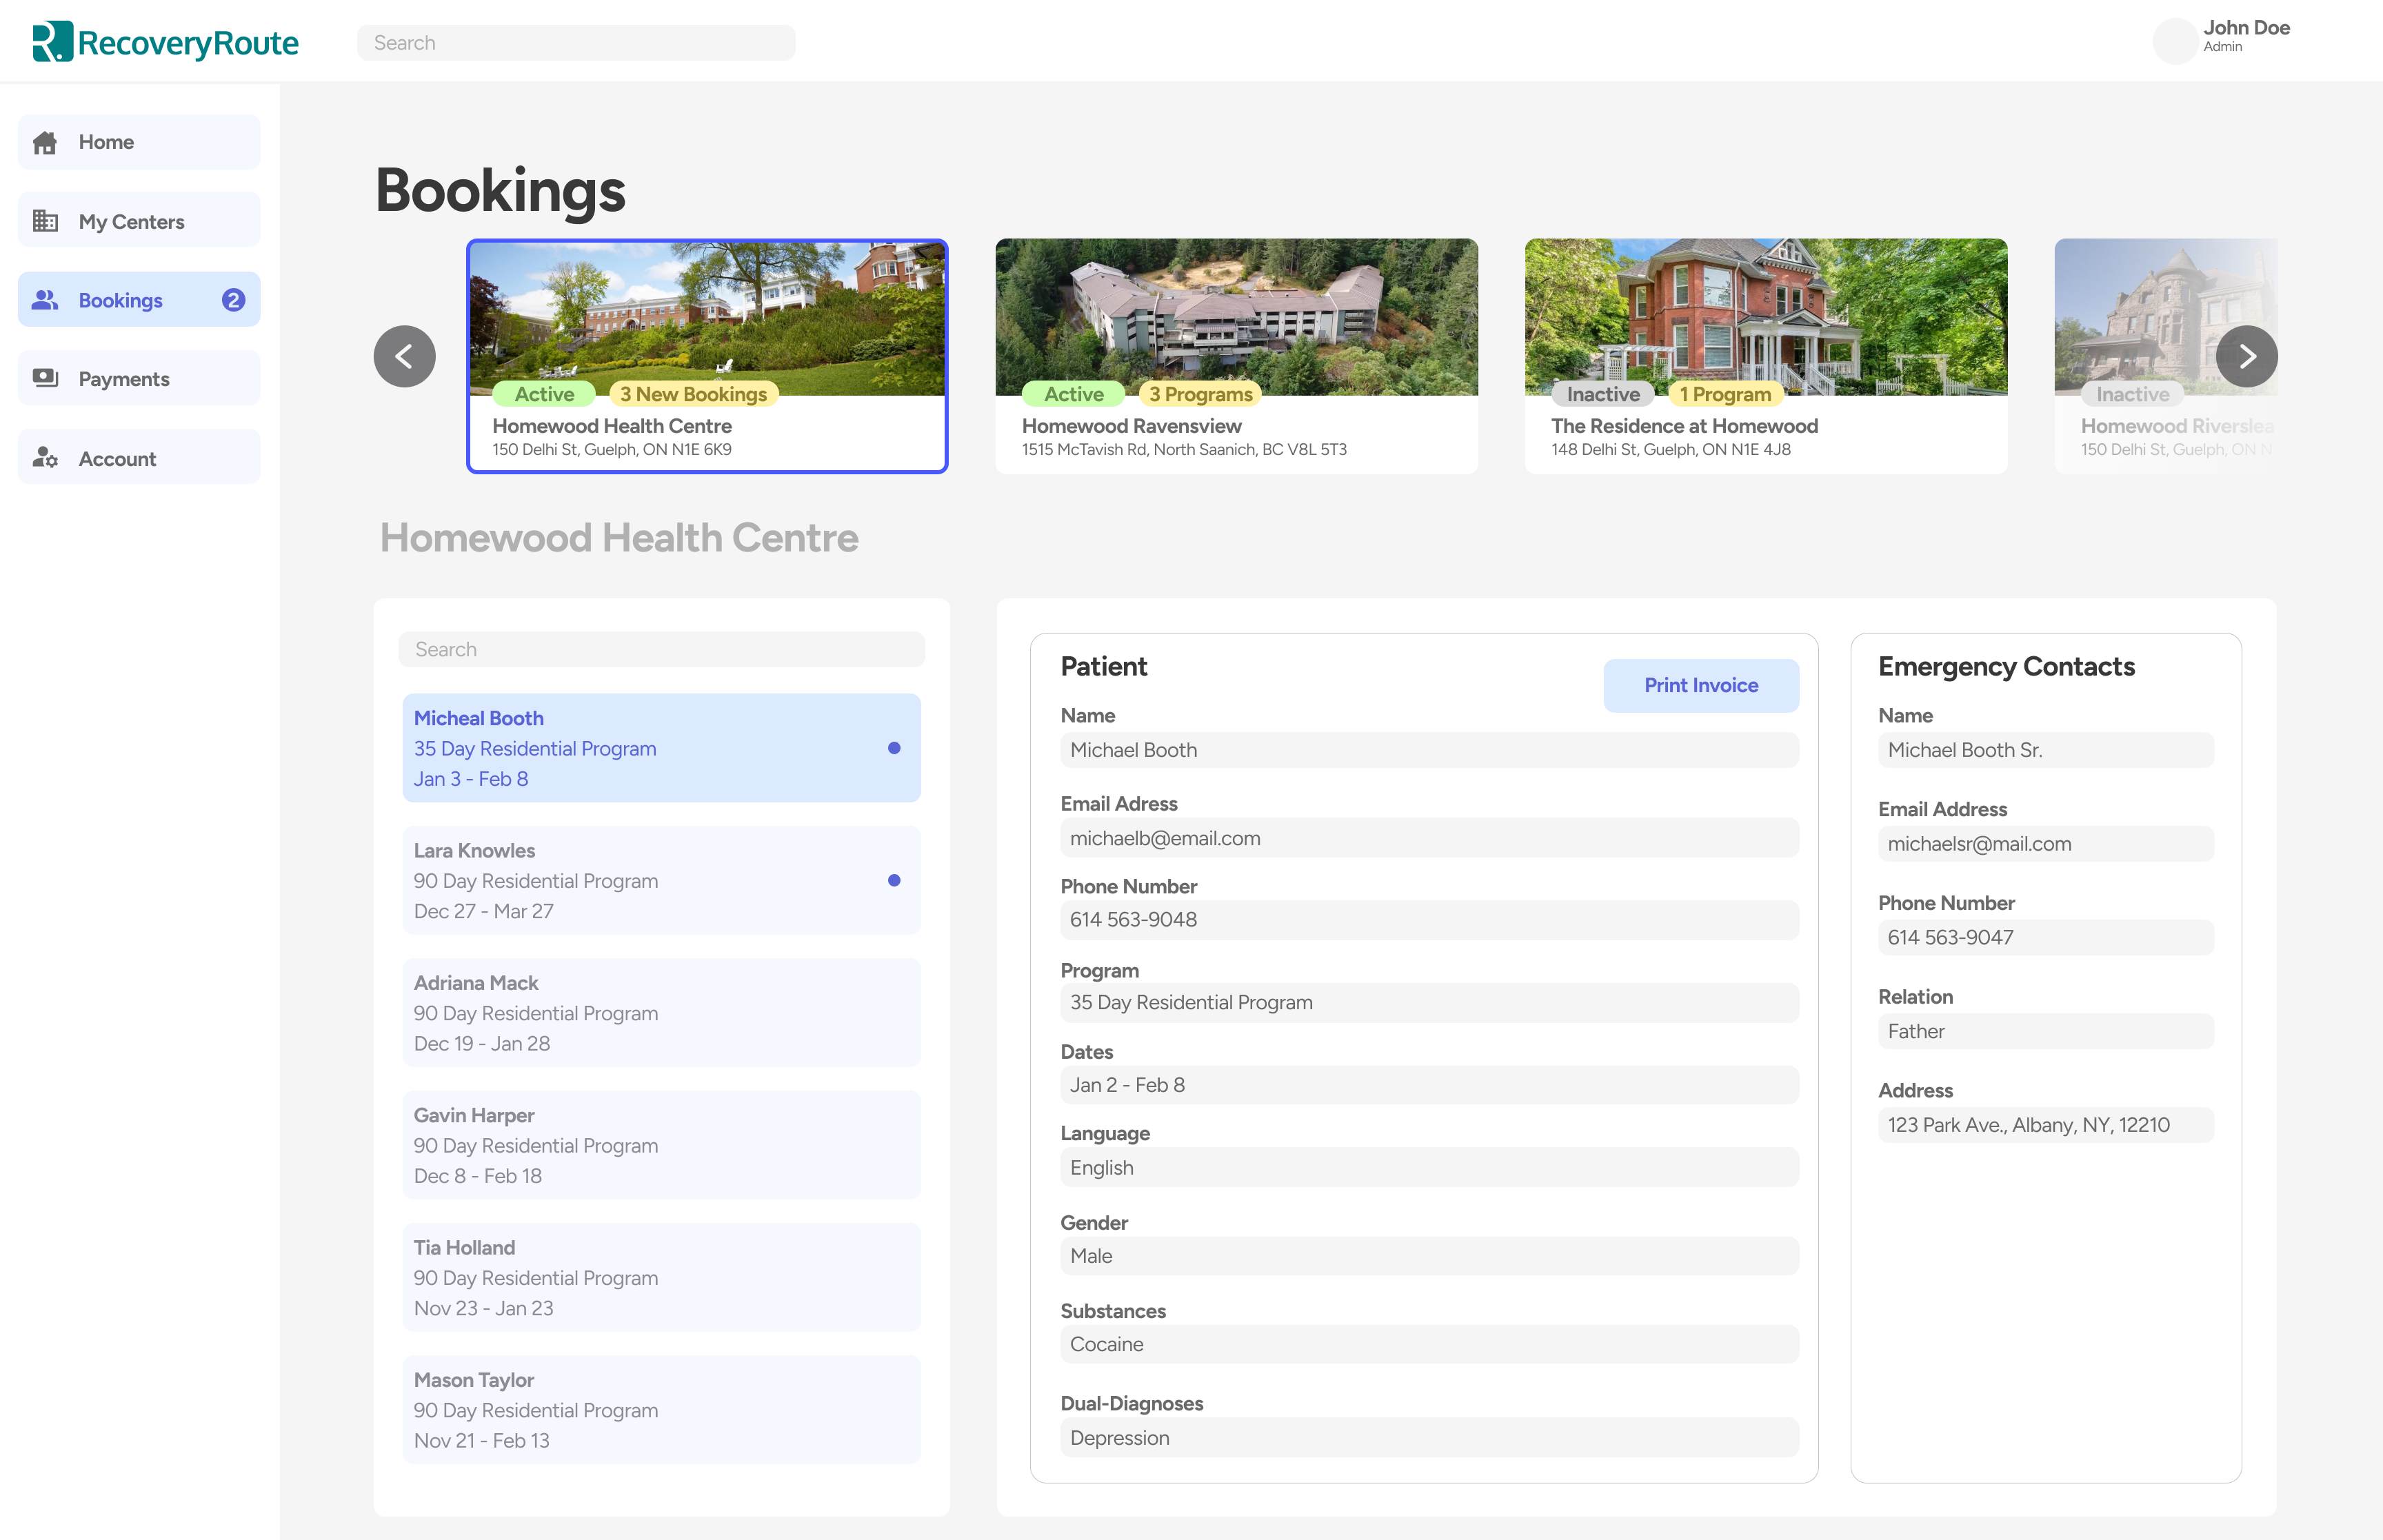 RecoveryRoute
Search
John Doe
Admin
Home
My Centers
Bookings 2
Payments
Account
Bookings
Active 3 New Bookings
Homewood Health Centre
150 Delhi St, Guelph, ON N1E 6K9
Active 3 Programs
Homewood Ravensview
1515 McTavish Rd, North Saanich, BC V8L 5T3
Inactive 1 Program
The Residence at Homewood
148 Delhi St, Guelph, ON N1E 4J8
Inactive
Homewood Riverslea
150 Delhi St, Guelph, ON N
Homewood Health Centre
Search
Micheal Booth
35 Day Residential Program
Jan 3 - Feb 8
Lara Knowles
90 Day Residential Program
Dec 27 - Mar 27
Adriana Mack
90 Day Residential Program
Dec 19 - Jan 28
Gavin Harper
90 Day Residential Program
Dec 8 - Feb 18
Tia Holland
90 Day Residential Program
Nov 23 - Jan 23
Mason Taylor
90 Day Residential Program
Nov 21 - Feb 13
Patient
Print Invoice
Name
Michael Booth
Email Adress
michaelb@email.com
Phone Number
614 563-9048
Program
35 Day Residential Program
Dates
Jan 2 - Feb 8
Language
English
Gender
Male
Substances
Cocaine
Dual-Diagnoses
Depression
Emergency Contacts
Name
Michael Booth Sr.
Email Address
michaelsr@mail.com
Phone Number
614 563-9047
Relation
Father
Address
123 Park Ave., Albany, NY, 12210